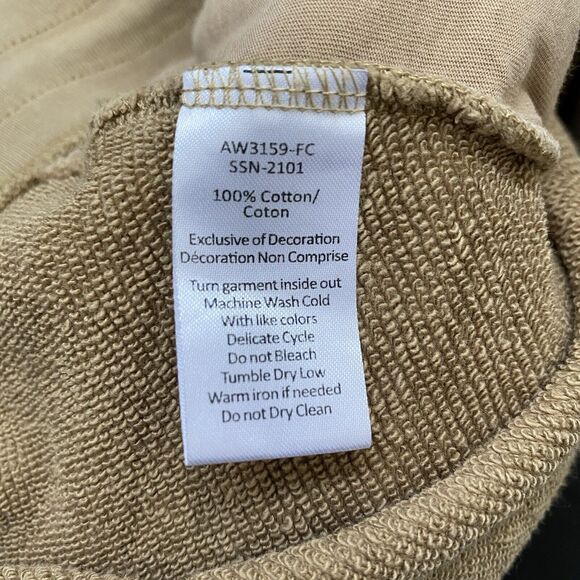 AW3159-FC
SSN-2101
100% Cotton/
Coton
Exclusive of Decoration
Décoration Non Comprise
Turn garment inside out
Machine Wash Cold
With like colors
Delicate Cycle
Do not Bleach
Tumble Dry Low
Warm iron if needed
Do not Dry Clean